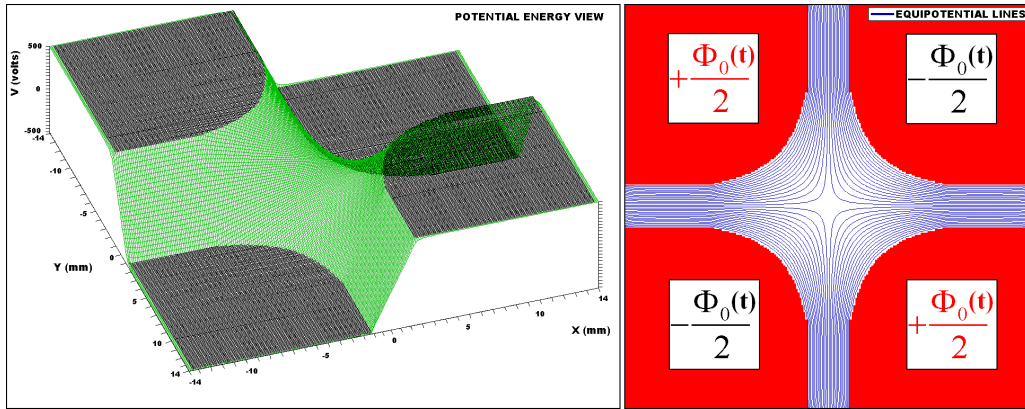 POTENTIAL ENERGY VIEW
V (volts)
500
0
-500
-14
-10
-5
0
5
10
14
Y (mm)
-14
-10
-5
0
5
10
14
X (mm)
EQUIPOTENTIAL LINES
+Φ₀(t)
2
-Φ₀(t)
2
-Φ₀(t)
2
+Φ₀(t)
2